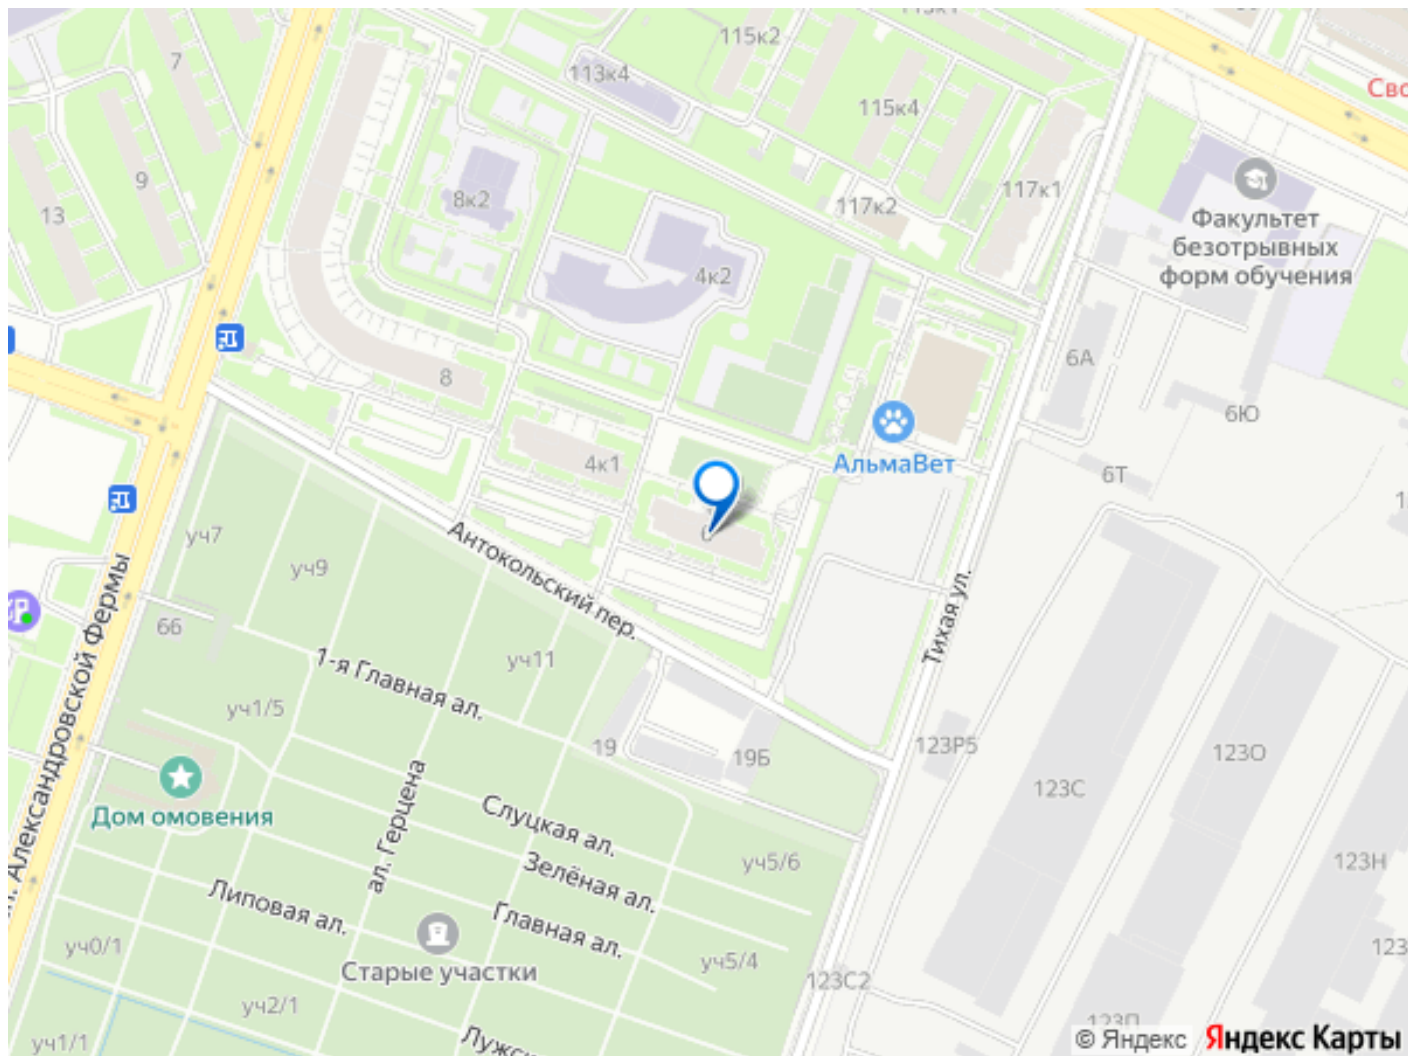 115к2
7
113к4
Сво
115к4
9
8к2
117к1
13
117к2
Факультет
безотрывных
форм обучения
4к2
6А
8
6Ю
4к1
АльмаВет
6Т
уч7
Антокольский пер.
уч9
Тихая ул.
66
уч11
1-я Главная ал.
Александровской Фермы
уч1/5
19
19Б
123Р5
123О
123С
Дом омовения
ал. Герцена
Слуцкая ал.
уч5/6
123Н
Зелёная ал.
Липовая ал.
Главная ал.
уч0/1
Старые участки
уч5/4
123
123С2
уч2/1
уч1/1
© Яндекс
Яндекс Карты